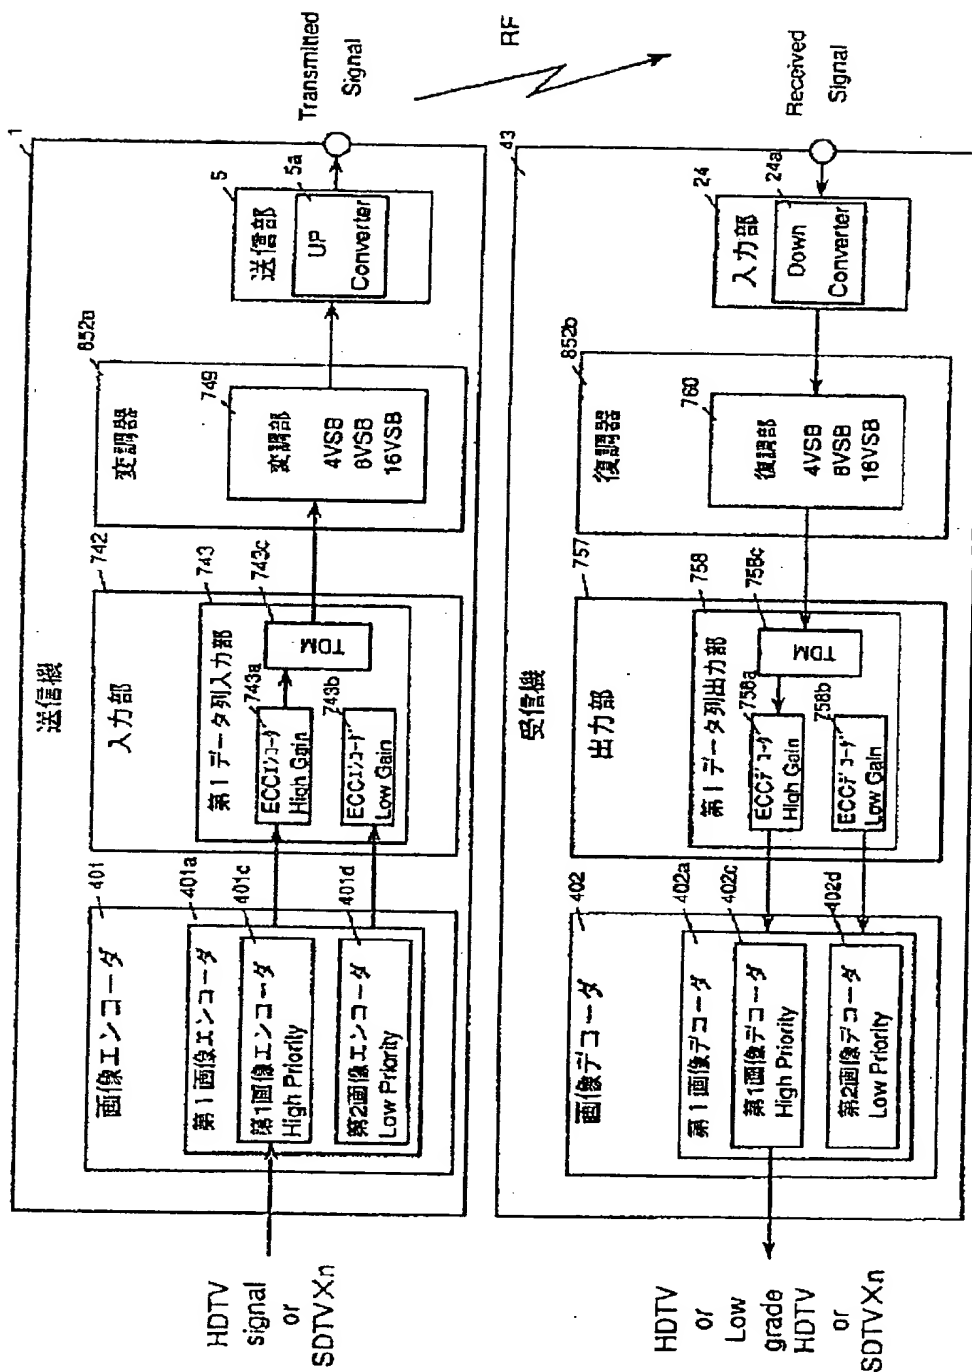 送信機
1
HDTV
signal
or
SDTVXn
画像エンコーダ
401
第1画像エンコーダ
401a
第1画像エンコーダ
High Priority
401c
第2画像エンコーダ
Low Priority
401d
入力部
742
第1データ列入力部
743
ECCエンコーダ
High Gain
743a
ECCエンコーダ
Low Gain
743b
TDM
743c
変調器
852a
変調部
749
4VSB
8VSB
16VSB
送信部
5
UP
Converter
5a
Transmitted
Signal
RF
受信機
43
HDTV
or
Low
grade
HDTV
or
SDTVXn
画像デコーダ
402
第1画像デコーダ
402a
第1画像デコーダ
High Priority
402c
第2画像デコーダ
Low Priority
402d
出力部
757
第1データ列出力部
758
ECCデコーダ
High Gain
758a
ECCデコーダ
Low Gain
758b
TDM
758c
復調器
852b
復調部
760
4VSB
8VSB
16VSB
入力部
24
Down
Converter
24a
Received
Signal